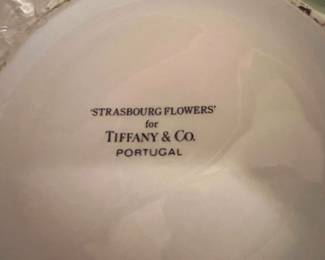 'STRASBOURG FLOWERS'
for
TIFFANY & CO.
PORTUGAL